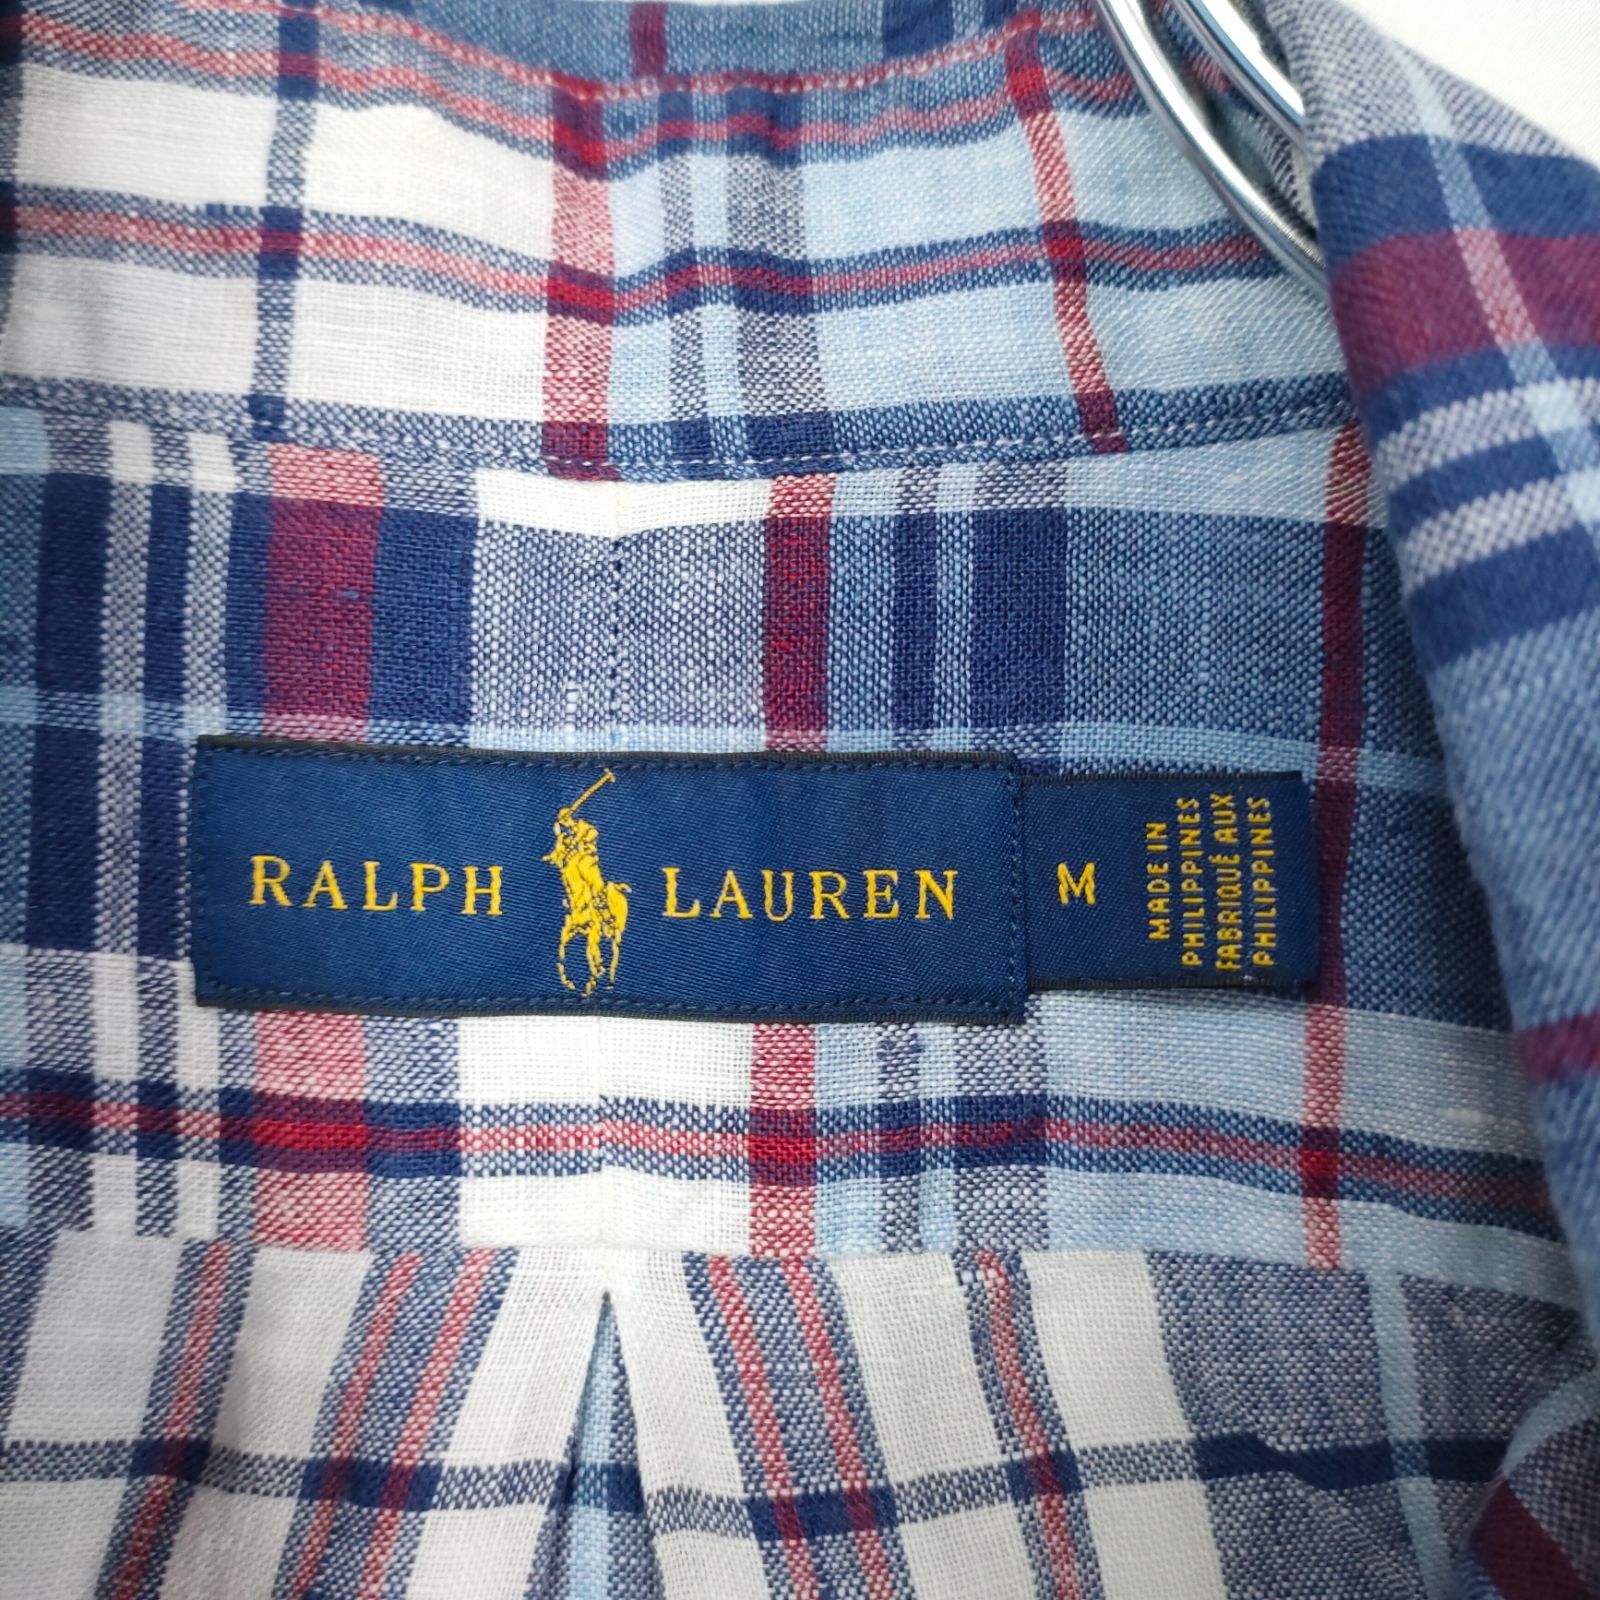 RALPH LAUREN
M
MADE IN
PHILIPPINES
FABRIQUÉ AUX
PHILIPPINES